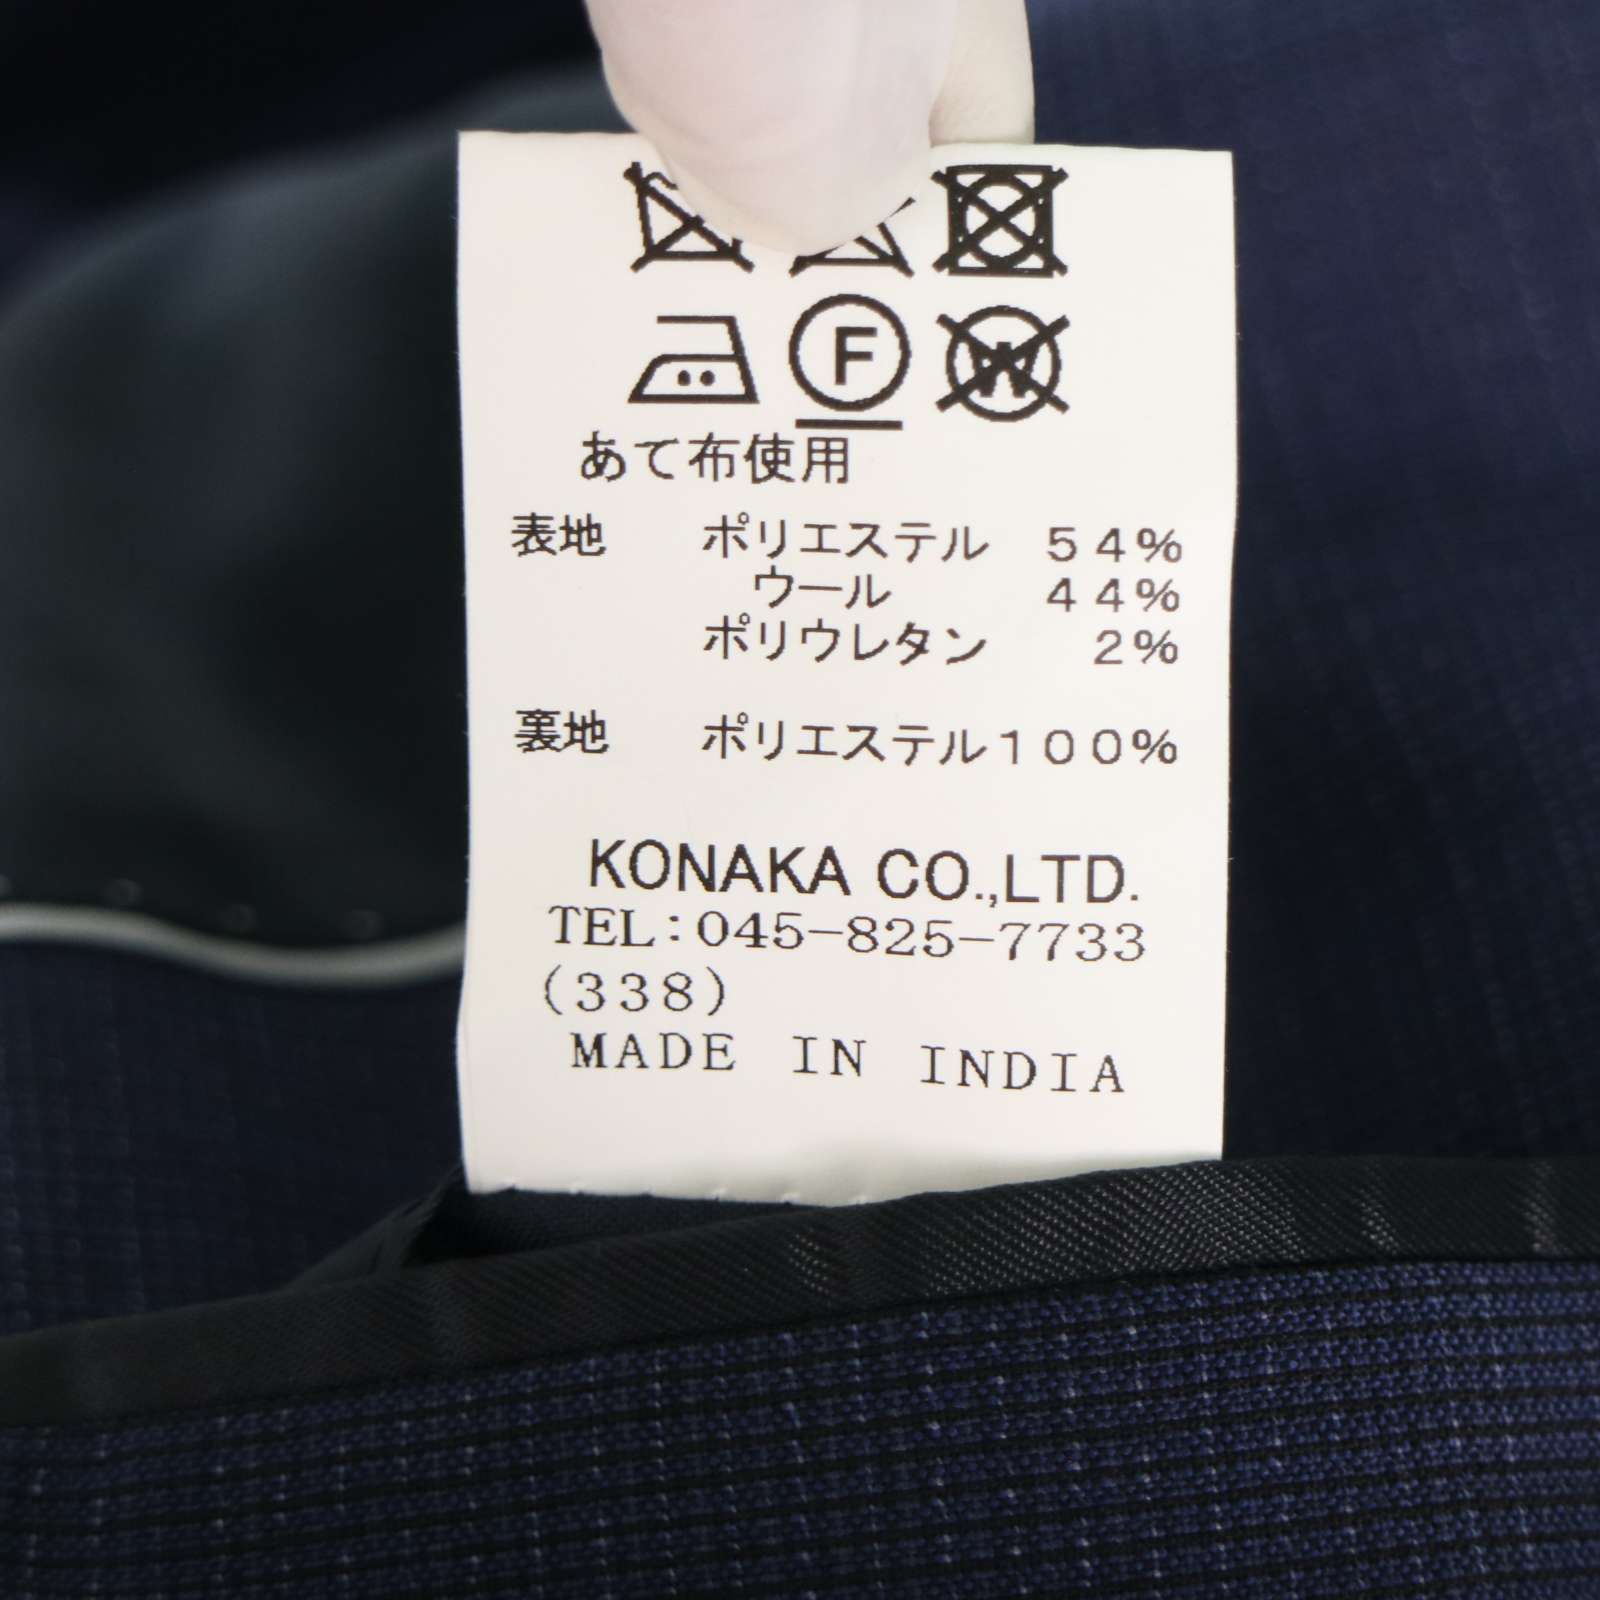 F
W
あて布使用
表地 ポリエステル 54%
ウール 44%
ポリウレタン 2%
裏地 ポリエステル100%
KONAKA CO.,LTD.
TEL:045-825-7733
(338)
MADE IN INDIA